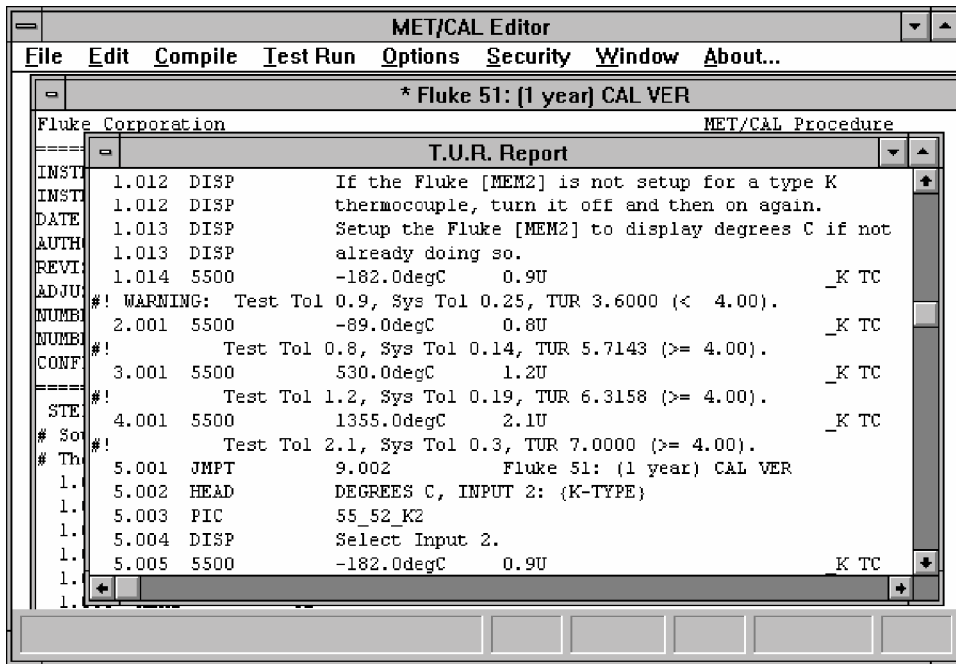 MET/CAL Editor
File Edit Compile Test Run Options Security Window About...
* Fluke 51: (1 year) CAL VER
Fluke Corporation MET/CAL Procedure
T.U.R. Report
1.012 DISP If the Fluke [MEM2] is not setup for a type K
1.012 DISP thermocouple, turn it off and then on again.
1.013 DISP Setup the Fluke [MEM2] to display degrees C if not
1.013 DISP already doing so.
1.014 5500 -182.0degC 0.9U _K TC
#! WARNING: Test Tol 0.9, Sys Tol 0.25, TUR 3.6000 (< 4.00).
2.001 5500 -89.0degC 0.8U _K TC
#! Test Tol 0.8, Sys Tol 0.14, TUR 5.7143 (>= 4.00).
3.001 5500 530.0degC 1.2U _K TC
#! Test Tol 1.2, Sys Tol 0.19, TUR 6.3158 (>= 4.00).
4.001 5500 1355.0degC 2.1U _K TC
#! Test Tol 2.1, Sys Tol 0.3, TUR 7.0000 (>= 4.00).
5.001 JMPT 9.002 Fluke 51: (1 year) CAL VER
5.002 HEAD DEGREES C, INPUT 2: {K-TYPE}
5.003 PIC 55_52_K2
5.004 DISP Select Input 2.
5.005 5500 -182.0degC 0.9U _K TC
DATE